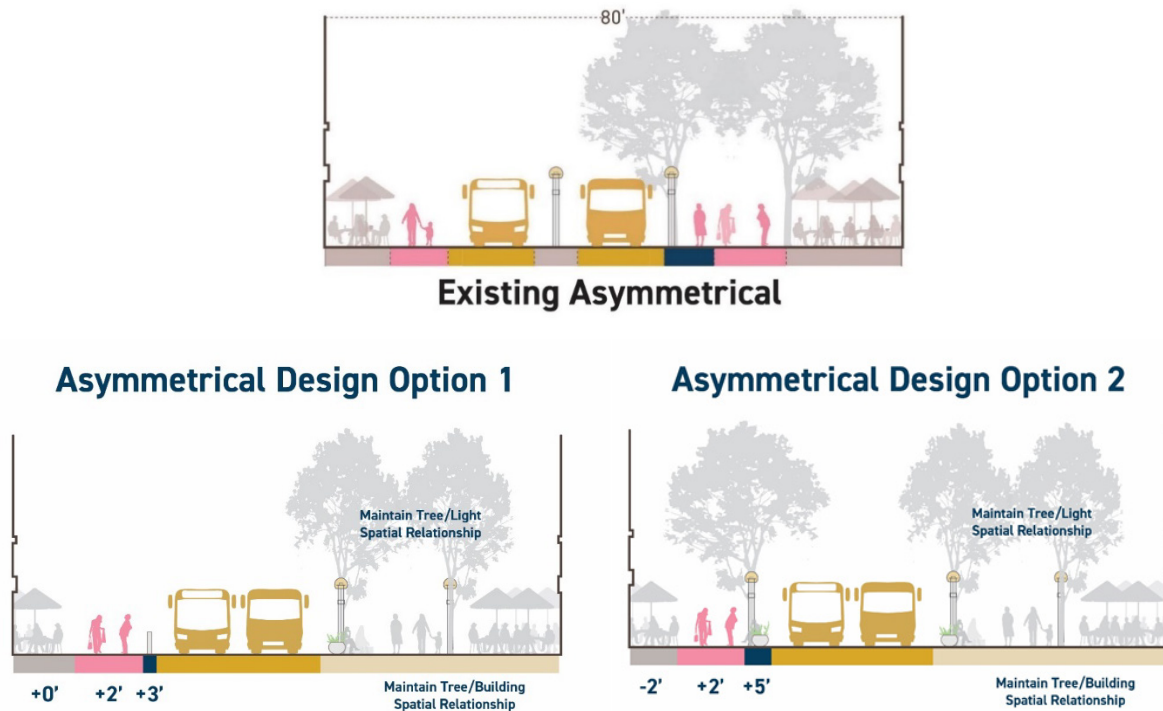 80'
Existing Asymmetrical
Asymmetrical Design Option 1
Maintain Tree/Light
Spatial Relationship
+0' +2' +3'
Maintain Tree/Building
Spatial Relationship
Asymmetrical Design Option 2
Maintain Tree/Light
Spatial Relationship
-2' +2' +5'
Maintain Tree/Building
Spatial Relationship